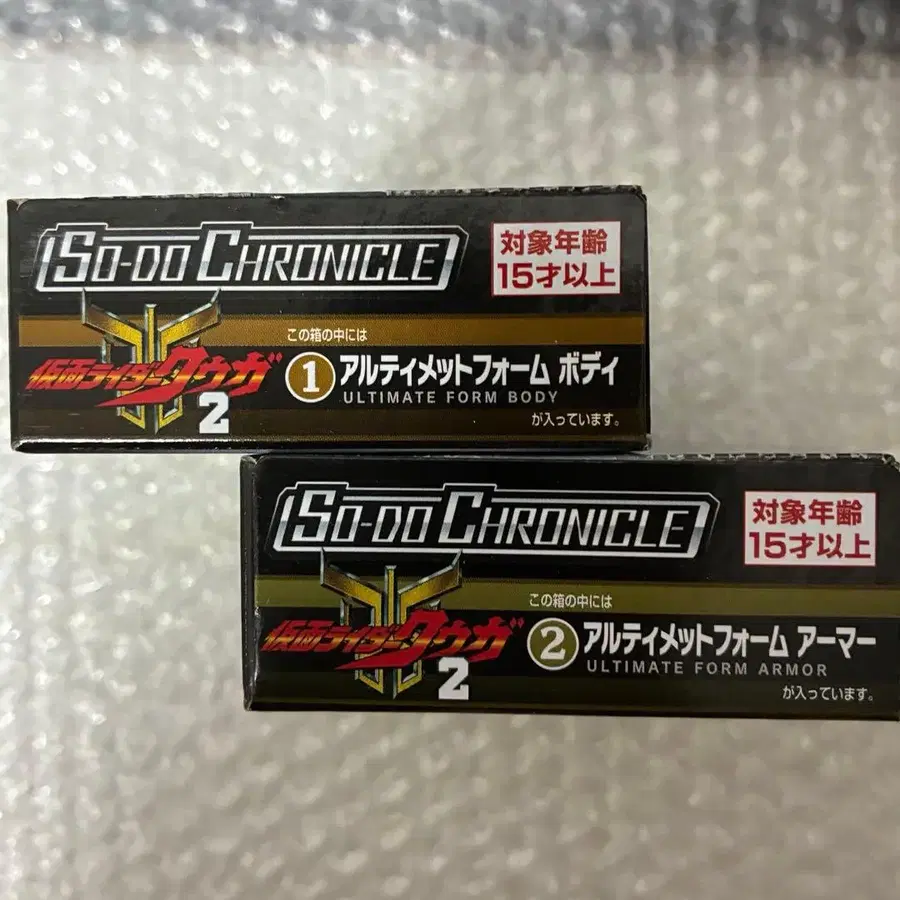 SO-DO CHRONICLE
対象年齢
15才以上
この箱の中には
仮面ライダークウガ
2
① アルティメットフォーム ボディ
ULTIMATE FORM BODY
が入っています。
SO-DO CHRONICLE
対象年齢
15才以上
この箱の中には
仮面ライダークウガ
2
② アルティメットフォーム アーマー
ULTIMATE FORM ARMOR
が入っています。